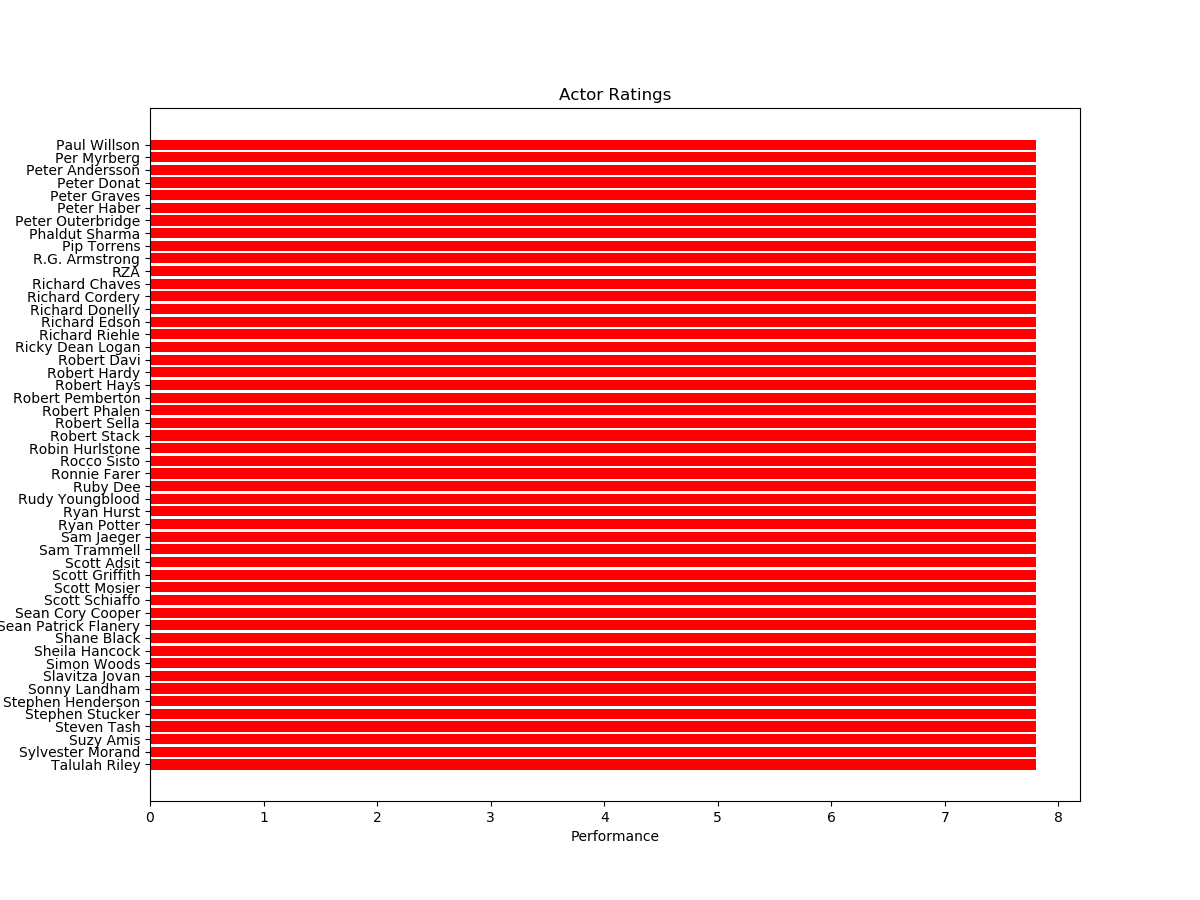 Actor Ratings
Paul Willson
Per Myrberg
Peter Andersson
Peter Donat
Peter Graves
Peter Haber
Peter Outerbridge
Phaldut Sharma
Pip Torrens
R.G. Armstrong
RZA
Richard Chaves
Richard Cordery
Richard Donelly
Richard Edson
Richard Riehle
Ricky Dean Logan
Robert Davi
Robert Hardy
Robert Hays
Robert Pemberton
Robert Phalen
Robert Sella
Robert Stack
Robin Hurlstone
Rocco Sisto
Ronnie Farer
Ruby Dee
Rudy Youngblood
Ryan Hurst
Ryan Potter
Sam Jaeger
Sam Trammell
Scott Adsit
Scott Griffith
Scott Mosier
Scott Schiaffo
Sean Cory Cooper
Sean Patrick Flanery
Shane Black
Sheila Hancock
Simon Woods
Slavitza Jovan
Sonny Landham
Stephen Henderson
Stephen Stucker
Steven Tash
Suzy Amis
Sylvester Morand
Talulah Riley
0 1 2 3 4 5 6 7 8
Performance